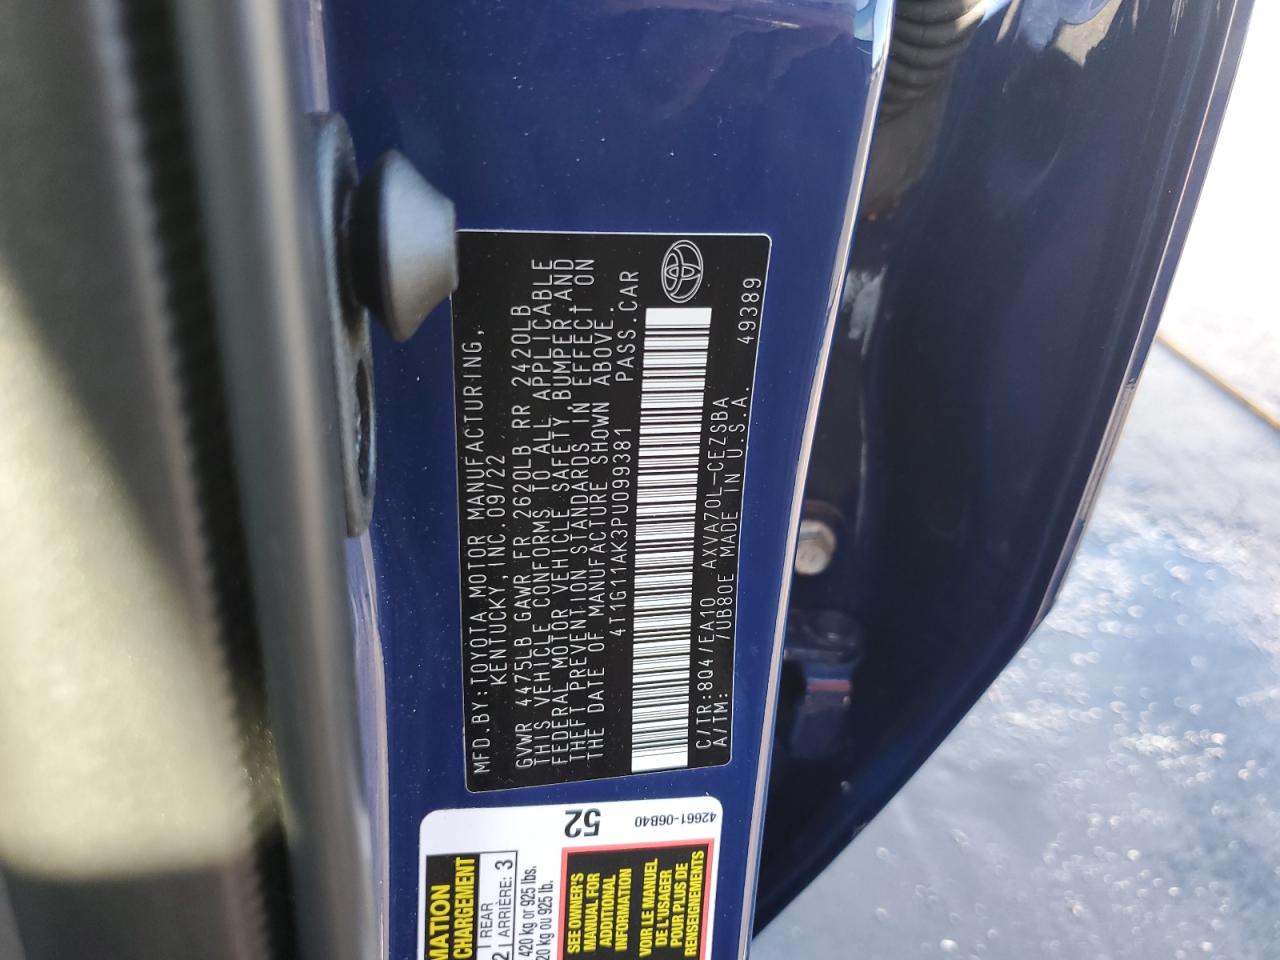 MFD.BY:TOYOTA MOTOR MANUFACTURING,
KENTUCKY, INC. 09/22
GVWR 4475LB GAWR FR 2620LB RR 2420LB
THIS VEHICLE CONFORMS TO ALL APPLICABLE
FEDERAL MOTOR VEHICLE SAFETY, BUMPER AND
THEFT PREVENTION STANDARDS IN EFFECT ON
THE DATE OF MANUFACTURE SHOWN ABOVE.
4T1G11AK3PU099381 PASS.CAR
C/TR:8Q4/EA10 AXVA70L-CEZSBA
A/TM: /UB80E MADE IN U.S.A. 49389
52
42661-06B40
MATION
CHARGEMENT
REAR
2 ARRIÈRE: 3
420 kg or 925 lbs.
20 kg ou 925 lb.
SEE OWNER'S
MANUAL FOR
ADDITIONAL
INFORMATION
VOIR LE MANUEL
DE L'USAGER
POUR PLUS DE
RENSEIGNEMENTS